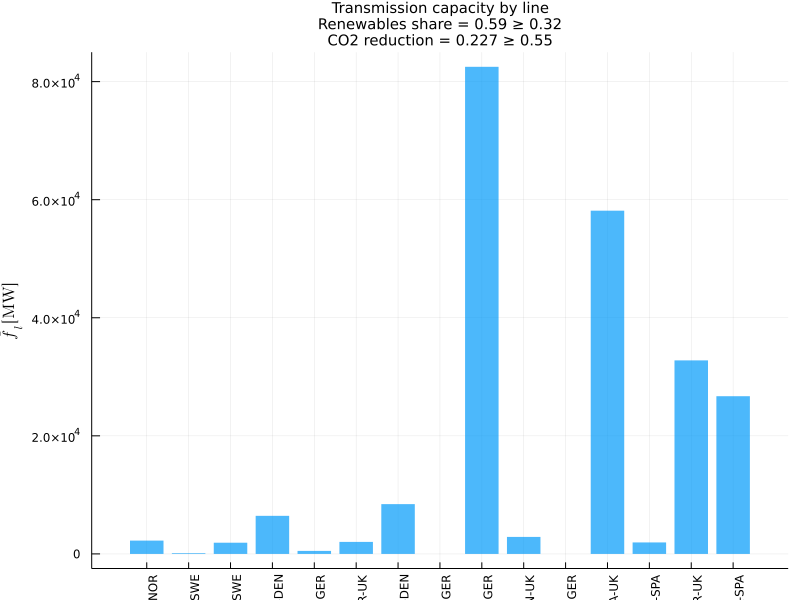 Transmission capacity by line
Renewables share = 0.59 ≥ 0.32
CO2 reduction = 0.227 ≥ 0.55
8.0×10⁴
6.0×10⁴
4.0×10⁴
2.0×10⁴
0
f̄ₗ[MW]
NOR
SWE
SWE
DEN
GER
R-UK
DEN
GER
GER
N-UK
GER
A-UK
-SPA
R-UK
-SPA